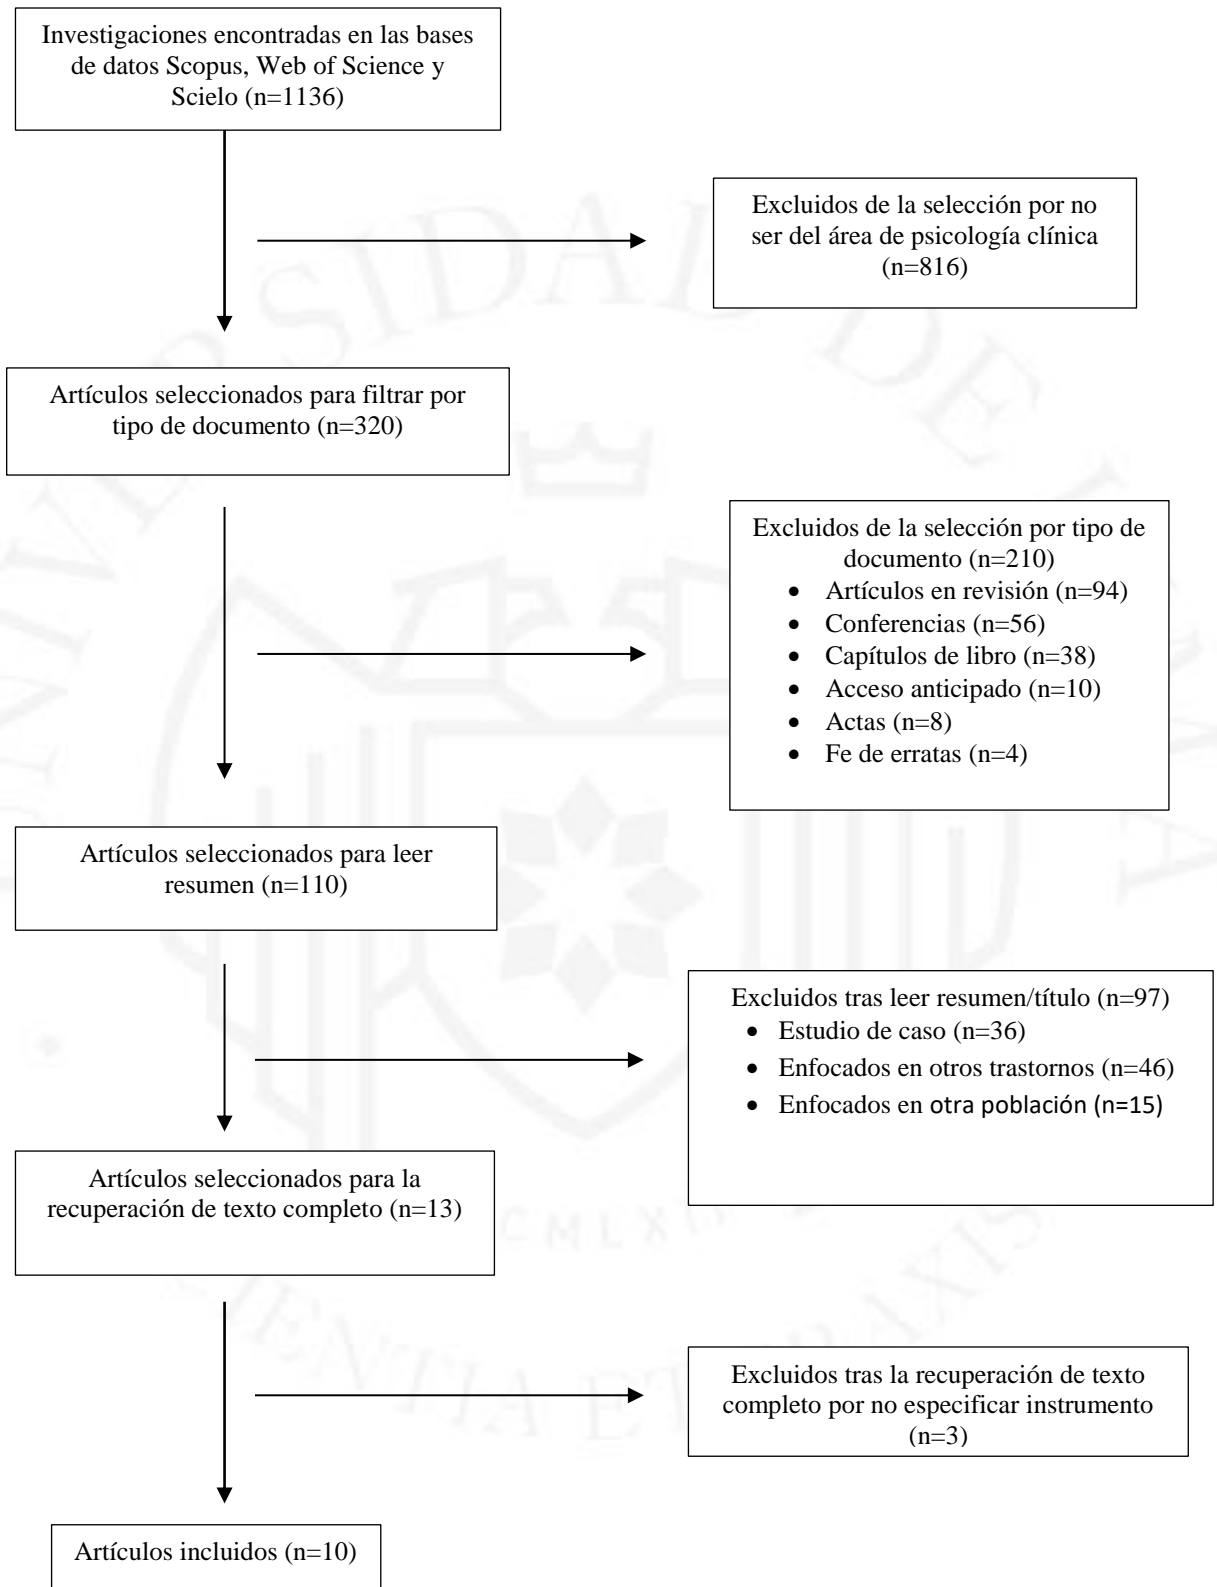 Investigaciones encontradas en las bases
de datos Scopus, Web of Science y
Scielo (n=1136)
Excluidos de la selección por no
ser del área de psicología clínica
(n=816)
Artículos seleccionados para filtrar por
tipo de documento (n=320)
Excluidos de la selección por tipo de
documento (n=210)
• Artículos en revisión (n=94)
• Conferencias (n=56)
• Capítulos de libro (n=38)
• Acceso anticipado (n=10)
• Actas (n=8)
• Fe de erratas (n=4)
Artículos seleccionados para leer
resumen (n=110)
Excluidos tras leer resumen/título (n=97)
• Estudio de caso (n=36)
• Enfocados en otros trastornos (n=46)
• Enfocados en otra población (n=15)
Artículos seleccionados para la
recuperación de texto completo (n=13)
Excluidos tras la recuperación de texto
completo por no especificar instrumento
(n=3)
Artículos incluidos (n=10)